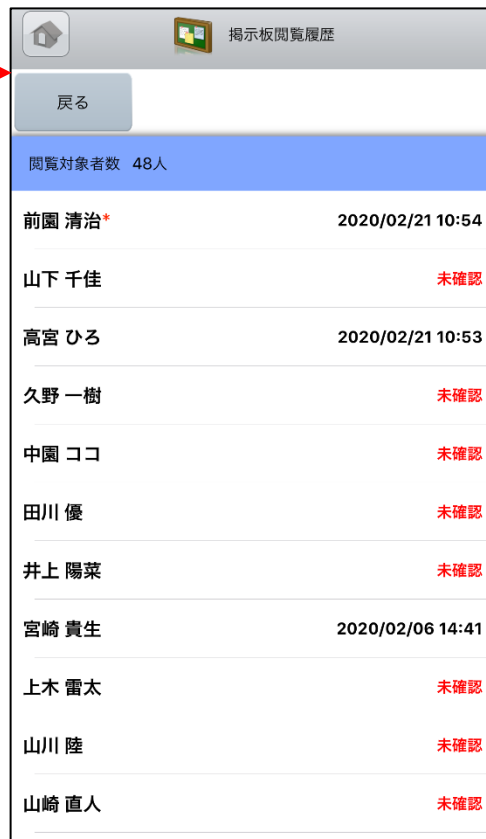 掲示板閲覧履歴
戻る
閲覧対象者数 48人
前園 清治* 2020/02/21 10:54
山下 千佳 未確認
高宮 ひろ 2020/02/21 10:53
久野 一樹 未確認
中園 ココ 未確認
田川 優 未確認
井上 陽菜 未確認
宮崎 貴生 2020/02/06 14:41
上木 雷太 未確認
山川 陸 未確認
山崎 直人 未確認